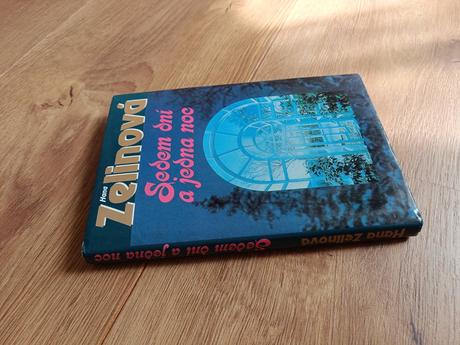 Hana
Zelinová
Sedem dní
a jedna noc
Sedem dní a jedna noc
Hana Zelinová